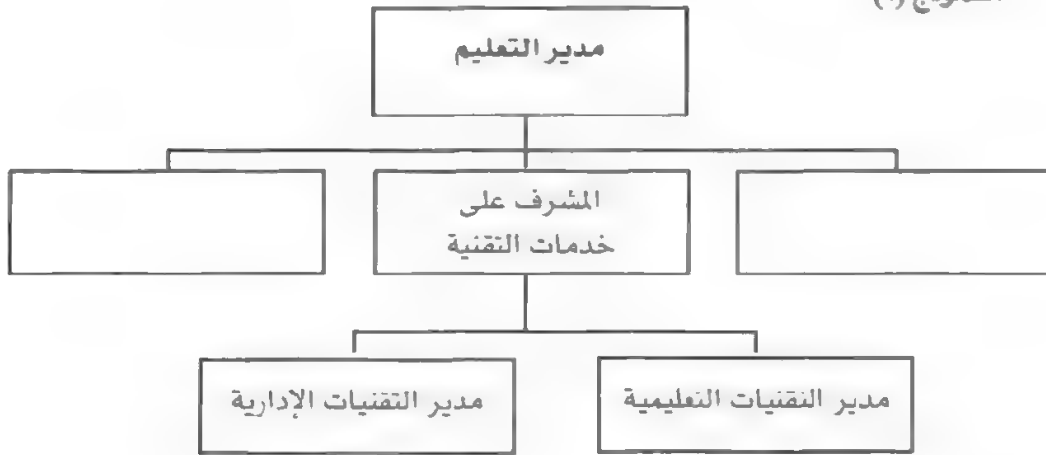 مدير التعليم
المشرف على
خدمات التقنية
مدير التقنيات التعليمية
مدير التقنيات الإدارية